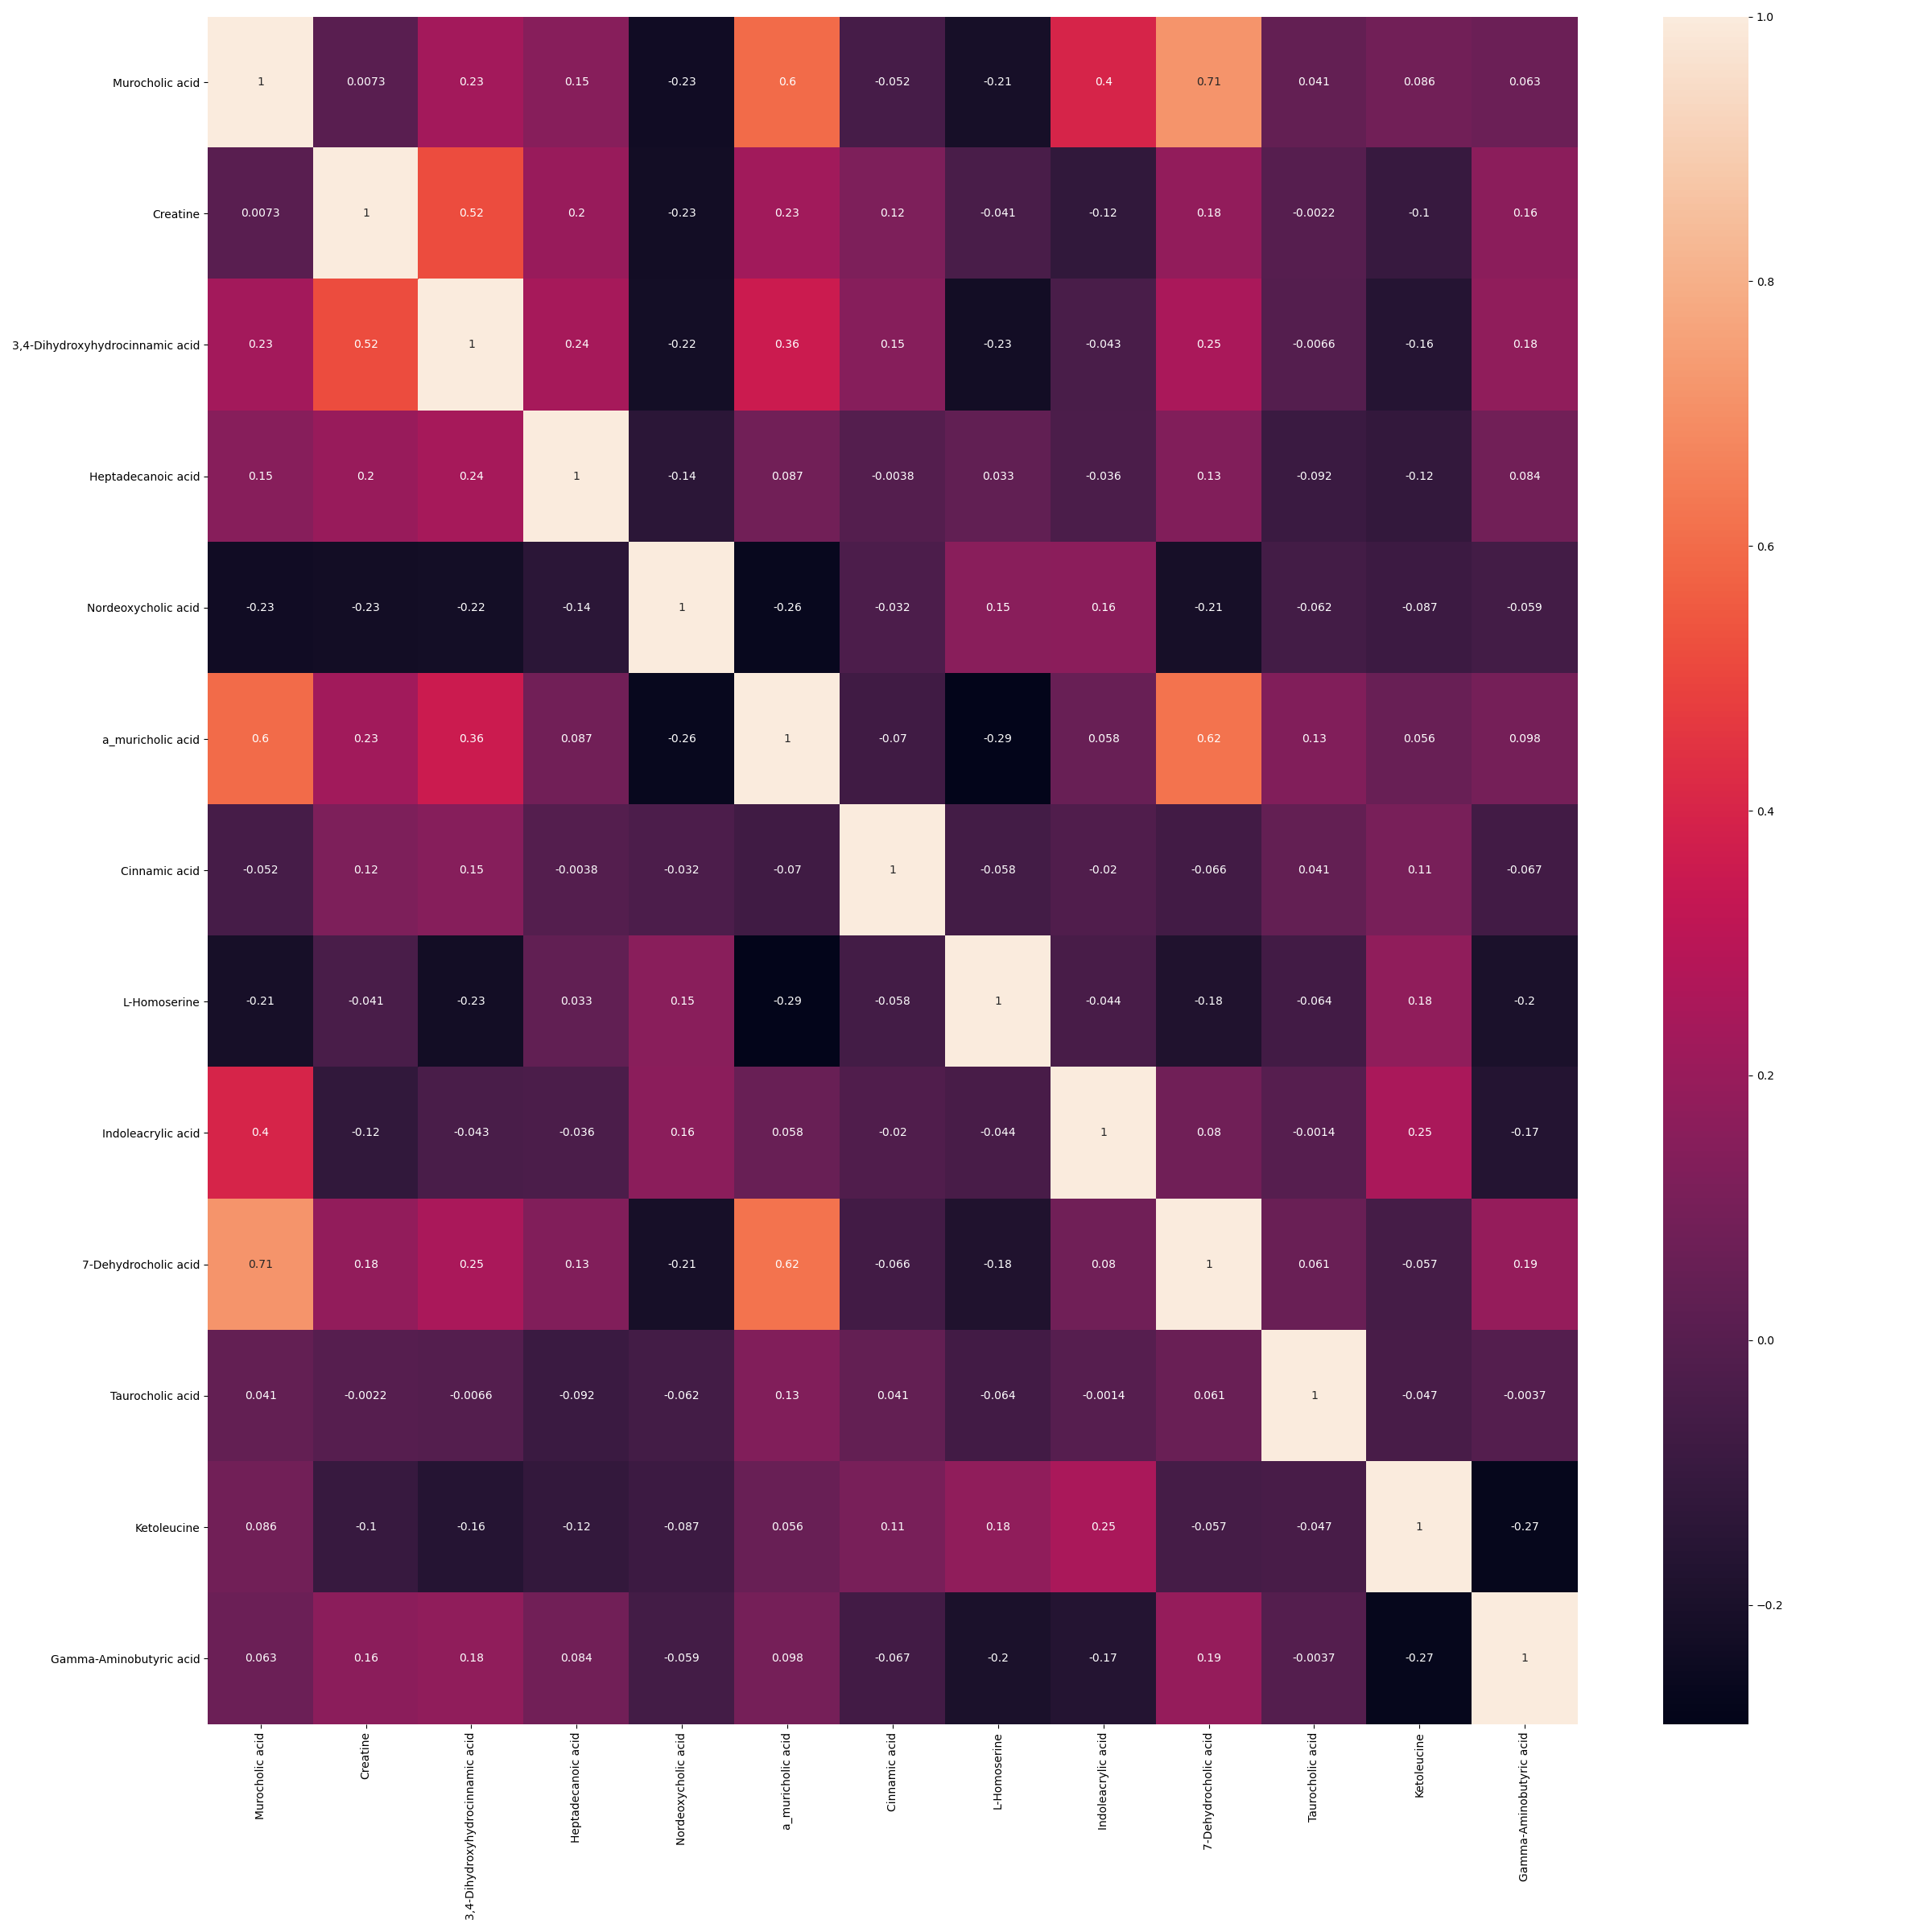 Murocholic acid 1 0.0073 0.23 0.15 -0.23 0.6 -0.052 -0.21 0.4 0.71 0.041 0.086 0.063
Creatine 0.0073 1 0.52 0.2 -0.23 0.23 0.12 -0.041 -0.12 0.18 -0.0022 -0.1 0.16
3,4-Dihydroxyhydrocinnamic acid 0.23 0.52 1 0.24 -0.22 0.36 0.15 -0.23 -0.043 0.25 -0.0066 -0.16 0.18
Heptadecanoic acid 0.15 0.2 0.24 1 -0.14 0.087 -0.0038 0.033 -0.036 0.13 -0.092 -0.12 0.084
Nordeoxycholic acid -0.23 -0.23 -0.22 -0.14 1 -0.26 -0.032 0.15 0.16 -0.21 -0.062 -0.087 -0.059
a_muricholic acid 0.6 0.23 0.36 0.087 -0.26 1 -0.07 -0.29 0.058 0.62 0.13 0.056 0.098
Cinnamic acid -0.052 0.12 0.15 -0.0038 -0.032 -0.07 1 -0.058 -0.02 -0.066 0.041 0.11 -0.067
L-Homoserine -0.21 -0.041 -0.23 0.033 0.15 -0.29 -0.058 1 -0.044 -0.18 -0.064 0.18 -0.2
Indoleacrylic acid 0.4 -0.12 -0.043 -0.036 0.16 0.058 -0.02 -0.044 1 0.08 -0.0014 0.25 -0.17
7-Dehydrocholic acid 0.71 0.18 0.25 0.13 -0.21 0.62 -0.066 -0.18 0.08 1 0.061 -0.057 0.19
Taurocholic acid 0.041 -0.0022 -0.0066 -0.092 -0.062 0.13 0.041 -0.064 -0.0014 0.061 1 -0.047 -0.0037
Ketoleucine 0.086 -0.1 -0.16 -0.12 -0.087 0.056 0.11 0.18 0.25 -0.057 -0.047 1 -0.27
Gamma-Aminobutyric acid 0.063 0.16 0.18 0.084 -0.059 0.098 -0.067 -0.2 -0.17 0.19 -0.0037 -0.27 1
Murocholic acid
Creatine
3,4-Dihydroxyhydrocinnamic acid
Heptadecanoic acid
Nordeoxycholic acid
a_muricholic acid
Cinnamic acid
L-Homoserine
Indoleacrylic acid
7-Dehydrocholic acid
Taurocholic acid
Ketoleucine
Gamma-Aminobutyric acid
1.0
0.8
0.6
0.4
0.2
0.0
−0.2